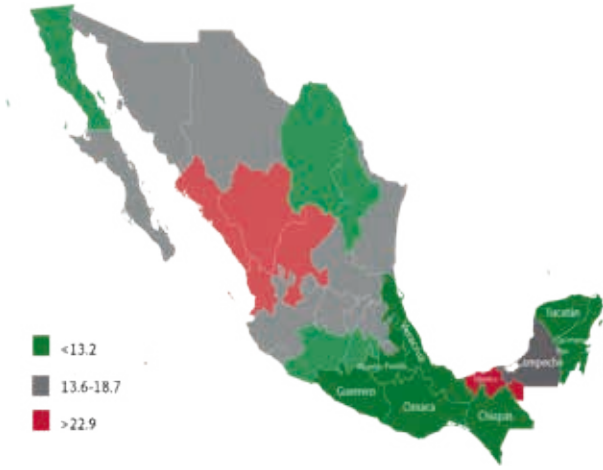 Yucatán
Campeche
Veracruz
<13.2
13.6-18.7
>22.9
Guerrero
Oaxaca
Chiapas